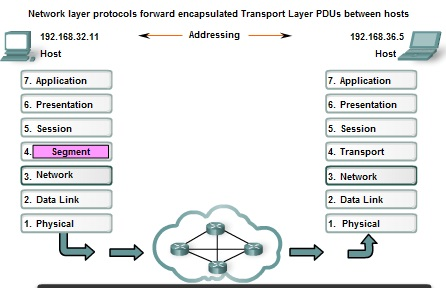 Network layer protocols forward encapsulated Transport Layer PDUs between hosts
192.168.32.11
Addressing
192.168.36.5
Host
Host
7. Application
6. Presentation
5. Session
4. Segment
3. Network
2. Data Link
1. Physical
7. Application
6. Presentation
5. Session
4. Transport
3. Network
2. Data Link
1. Physical